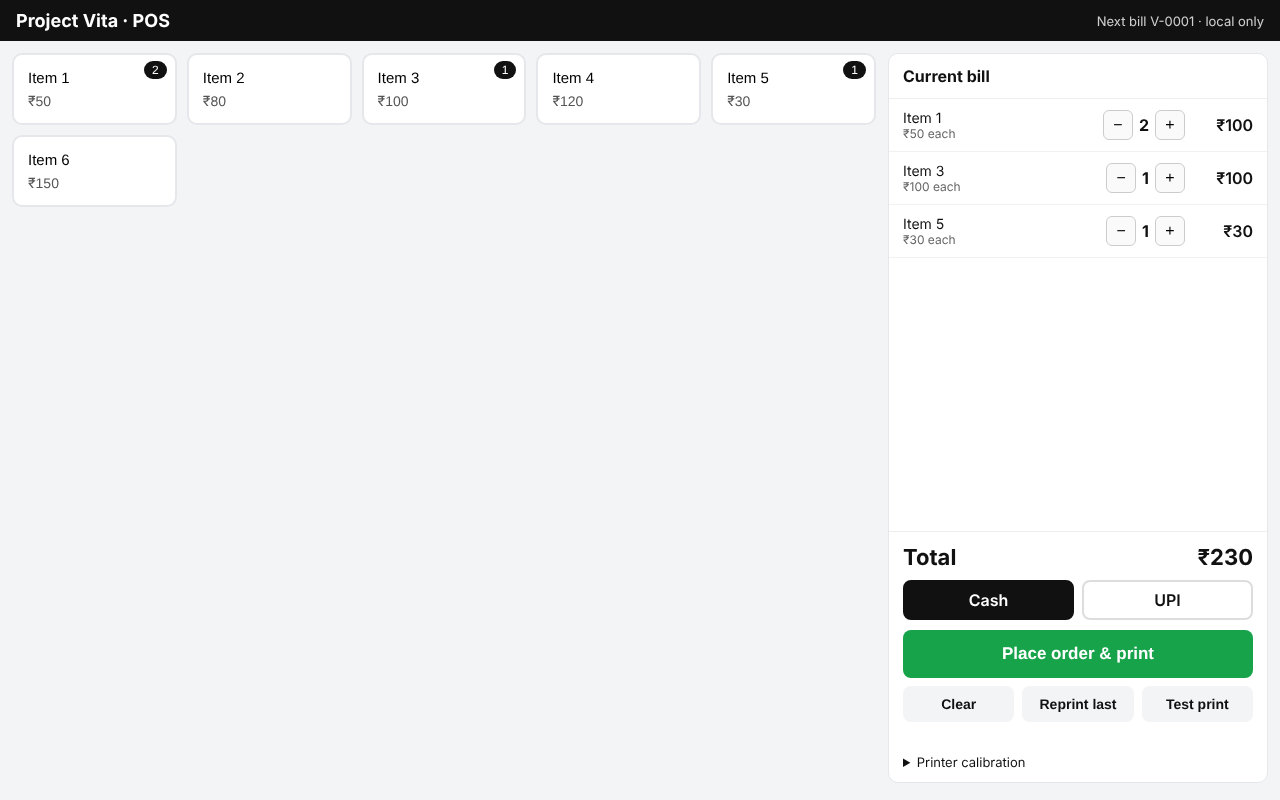 Project Vita · POS
Next bill V-0001 · local only
Item 1
2
₹50
Item 2
₹80
Item 3
1
₹100
Item 4
₹120
Item 5
1
₹30
Item 6
₹150
Current bill
Item 1
₹50 each
− 2 + ₹100
Item 3
₹100 each
− 1 + ₹100
Item 5
₹30 each
− 1 + ₹30
Total ₹230
Cash UPI
Place order & print
Clear Reprint last Test print
Printer calibration